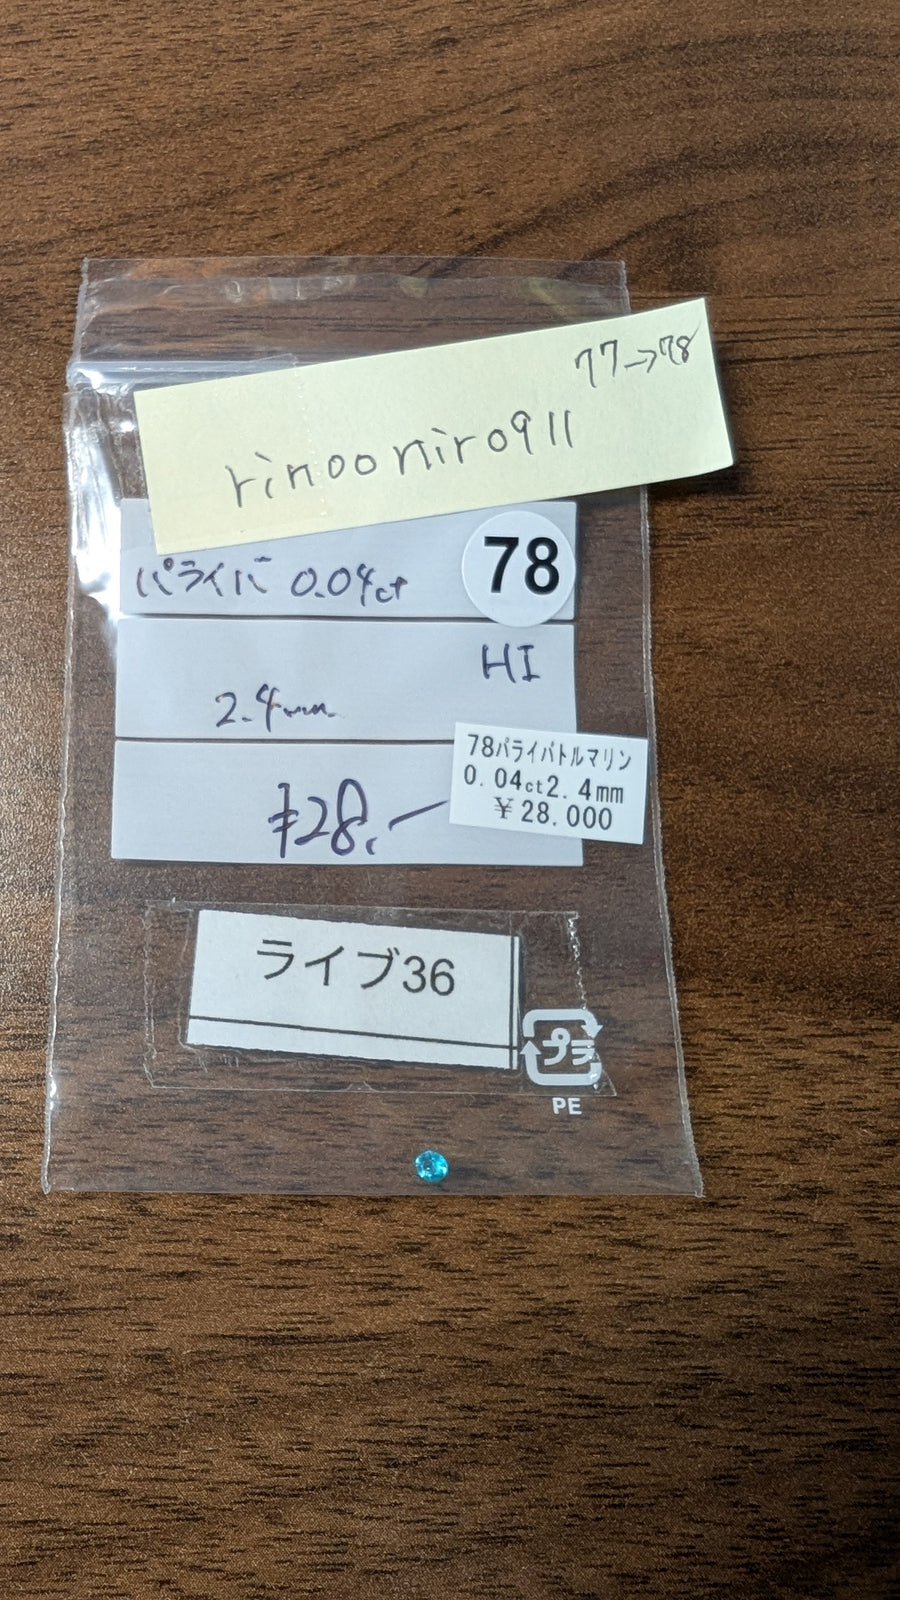 77→78
rinooniro911
パライバ 0.04ct
78
HI
2.4mm
¥28.-
78パライバトルマリン
0.04ct2.4mm
¥28.000
ライブ36
プラ
PE